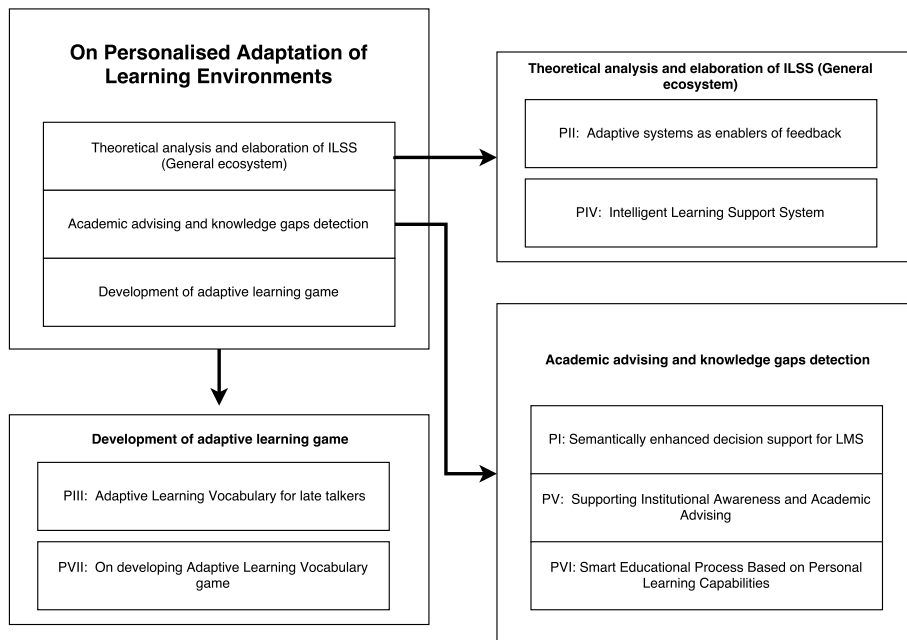 On Personalised Adaptation of
Learning Environments
Theoretical analysis and elaboration of ILSS
(General ecosystem)
Academic advising and knowledge gaps detection
Development of adaptive learning game
Theoretical analysis and elaboration of ILSS (General
ecosystem)
PII: Adaptive systems as enablers of feedback
PIV: Intelligent Learning Support System
Academic advising and knowledge gaps detection
PI: Semantically enhanced decision support for LMS
PV: Supporting Institutional Awareness and Academic
Advising
PVI: Smart Educational Process Based on Personal
Learning Capabilities
Development of adaptive learning game
PIII: Adaptive Learning Vocabulary for late talkers
PVII: On developing Adaptive Learning Vocabulary
game